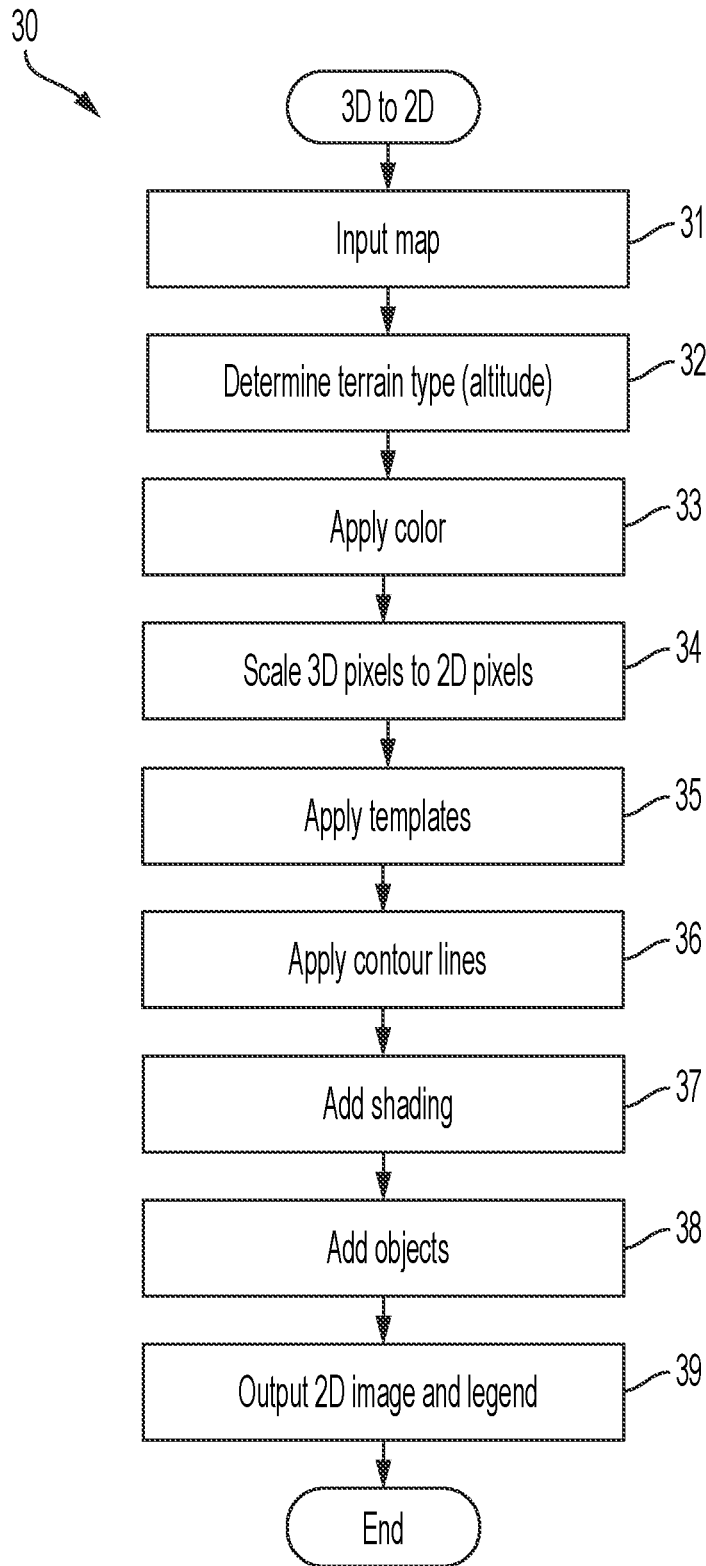 30
3D to 2D
Input map
31
Determine terrain type (altitude)
32
Apply color
33
Scale 3D pixels to 2D pixels
34
Apply templates
35
Apply contour lines
36
Add shading
37
Add objects
38
Output 2D image and legend
39
End